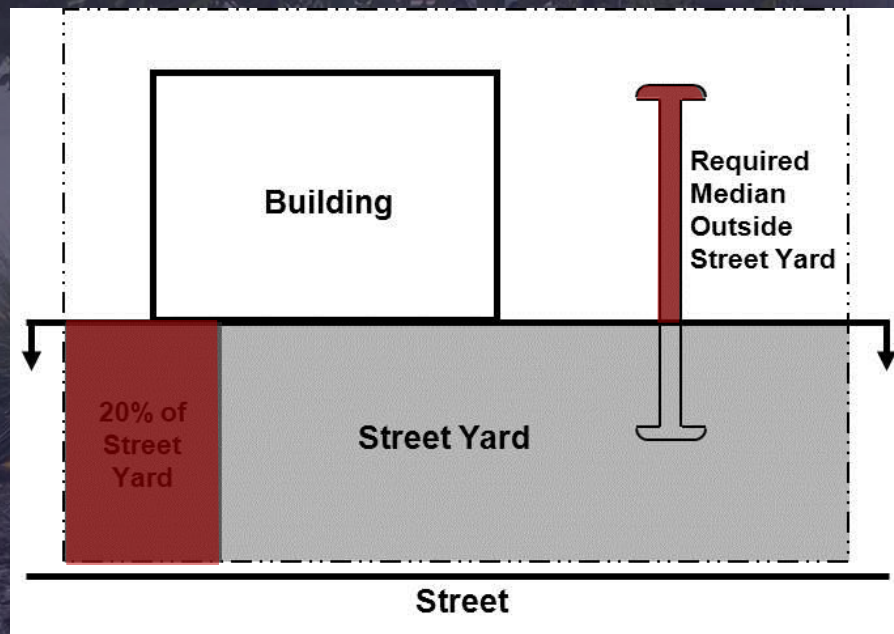 Building
Required
Median
Outside
Street Yard
20% of
Street
Yard
Street Yard
Street